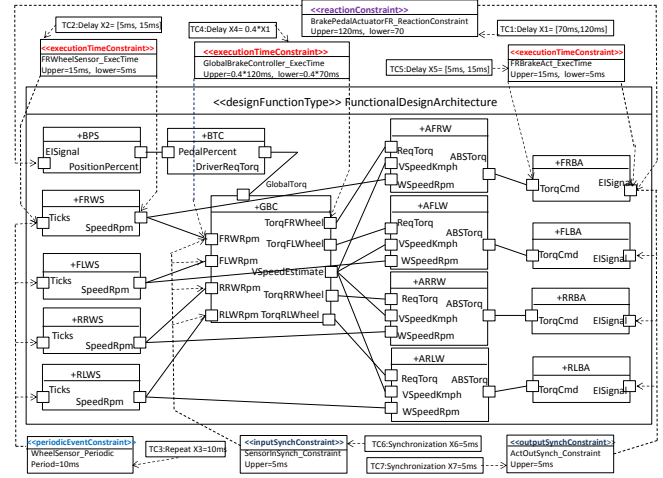 <<reactionConstraint>>
BrakePedalActuatorFR_ReactionConstraint
Upper=120ms, lower=70
TC2:Delay X2= [5ms, 15ms]
TC4:Delay X4= 0.4*X1
TC1:Delay X1= [70ms,120ms]
<<executionTimeConstraint>>
FRWheelSensor_ExecTime
Upper=15ms, lower=5ms
<<executionTimeConstraint>>
GlobalBrakeController_ExecTime
Upper=0.4*120ms, lower=0.4*70ms
TC5:Delay X5= [5ms, 15ms]
<<executionTimeConstraint>>
FRBrakeAct_ExecTime
Upper=15ms, lower=5ms
<<designFunctionType>> FunctionalDesignArchitecture
+BPS
EISignal
PositionPercent
+BTC
PedalPercent
DriverReqTorq
+AFRW
ReqTorq
ABSTorq
VSpeedKmph
WSpeedRpm
+FRBA
TorqCmd
EISignal
GlobalTorq
+FRWS
Ticks
SpeedRpm
+GBC
TorqFRWheel
FRWRpm
TorqFLWheel
FLWRpm
VSpeedEstimate
RRWRpm
TorqRRWheel
RLWRpm
TorqRLWheel
+AFLW
ReqTorq
ABSTorq
VSpeedKmph
WSpeedRpm
+FLBA
TorqCmd
EISignal
+FLWS
Ticks
SpeedRpm
+ARRW
ReqTorq
ABSTorq
VSpeedKmph
WSpeedRpm
+RRBA
TorqCmd
EISignal
+RRWS
Ticks
SpeedRpm
+ARLW
ReqTorq
ABSTorq
VSpeedKmph
WSpeedRpm
+RLBA
TorqCmd
EISignal
+RLWS
Ticks
SpeedRpm
<<periodicEventConstraint>>
WheelSensor_Periodic
Period=10ms
TC3:Repeat X3=10ms
<<inputSynchConstraint>>
SensorInSynch_Constraint
Upper=5ms
TC6:Synchronization X6=5ms
TC7:Synchronization X7=5ms
<<outputSynchConstraint>>
ActOutSynch_Constraint
Upper=5ms